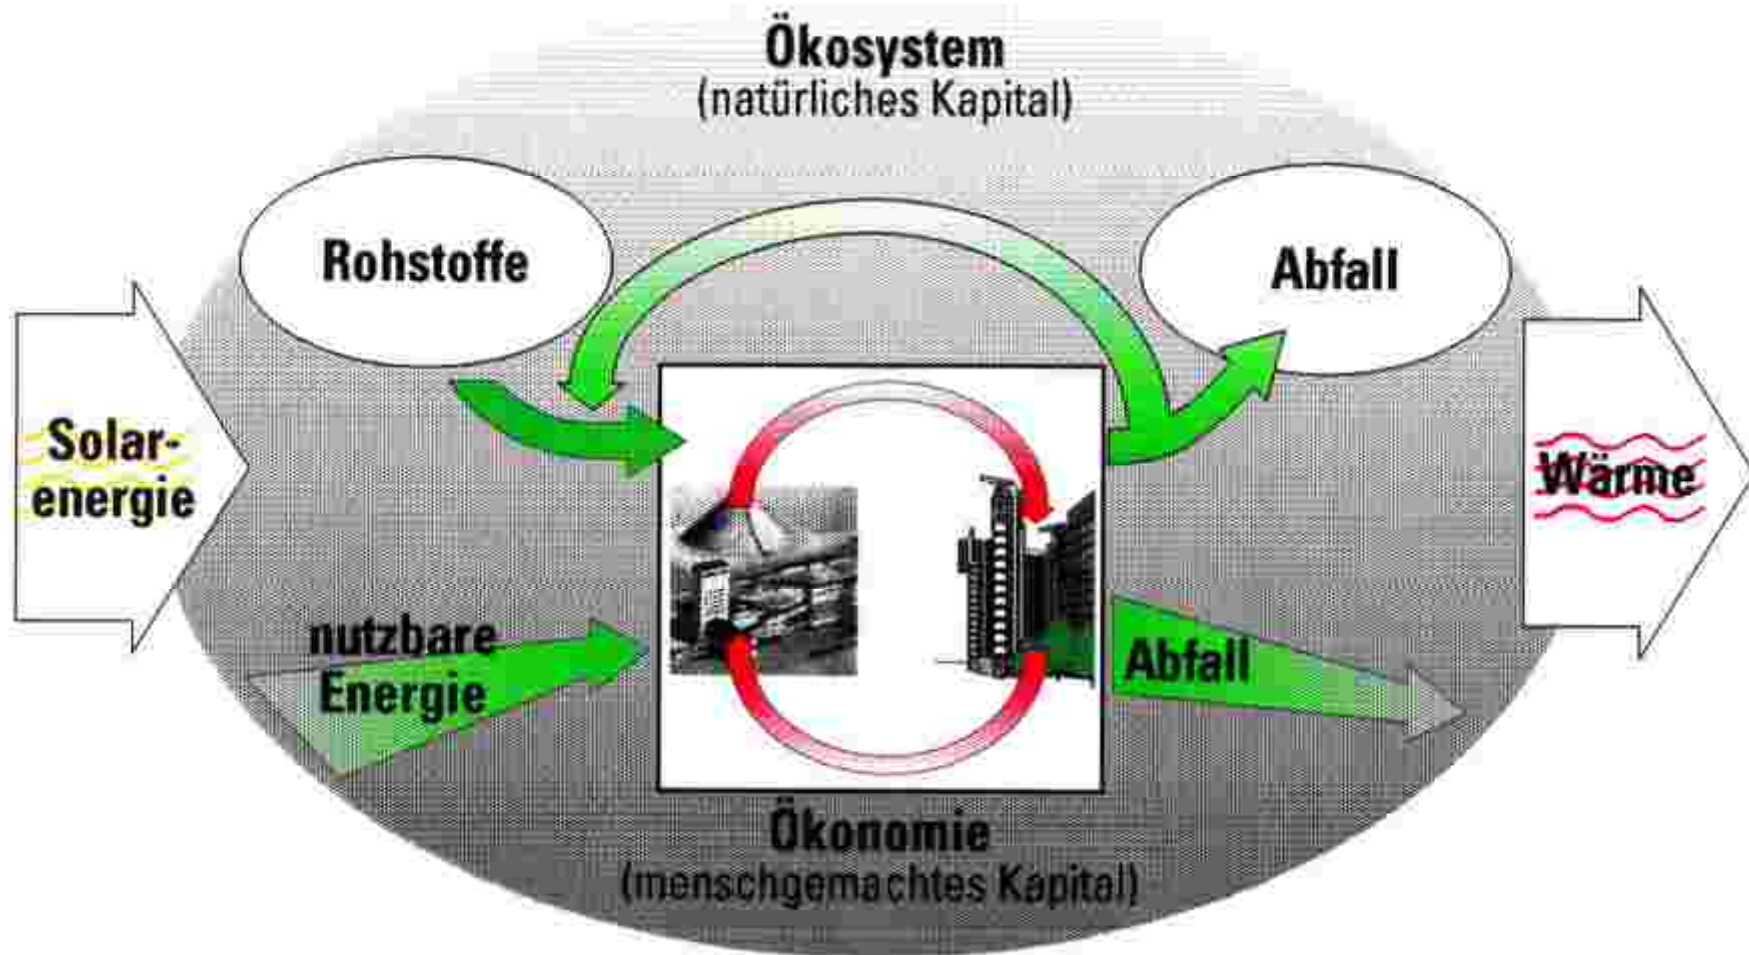 Ökosystem
(natürliches Kapital)
Rohstoffe
Abfall
Solar-
energie
Wärme
nutzbare
Energie
Abfall
Ökonomie
(menschgemachtes Kapital)